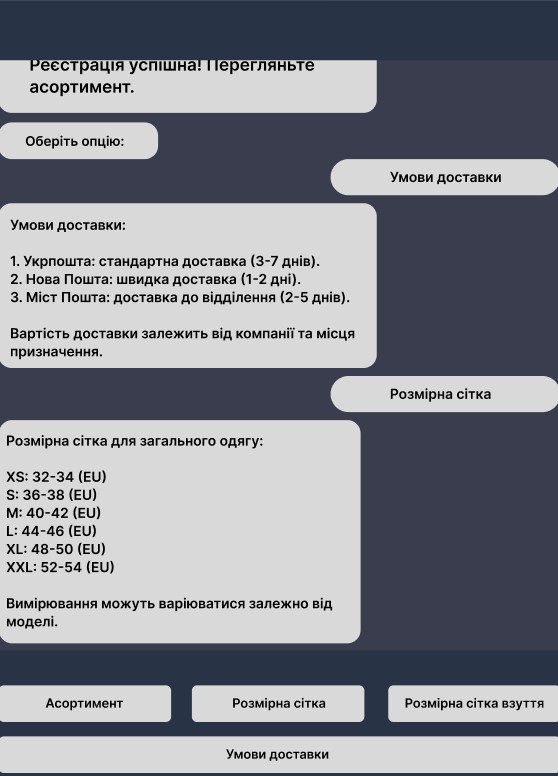 Реєстрація успішна! Перегляньте
асортимент.
Оберіть опцію:
Умови доставки
Умови доставки:
1. Укрпошта: стандартна доставка (3-7 днів).
2. Нова Пошта: швидка доставка (1-2 дні).
3. Міст Пошта: доставка до відділення (2-5 днів).
Вартість доставки залежить від компанії та місця
призначення.
Розмірна сітка
Розмірна сітка для загального одягу:
XS: 32-34 (EU)
S: 36-38 (EU)
M: 40-42 (EU)
L: 44-46 (EU)
XL: 48-50 (EU)
XXL: 52-54 (EU)
Вимірювання можуть варіюватися залежно від
моделі.
Асортимент
Розмірна сітка
Розмірна сітка взуття
Умови доставки